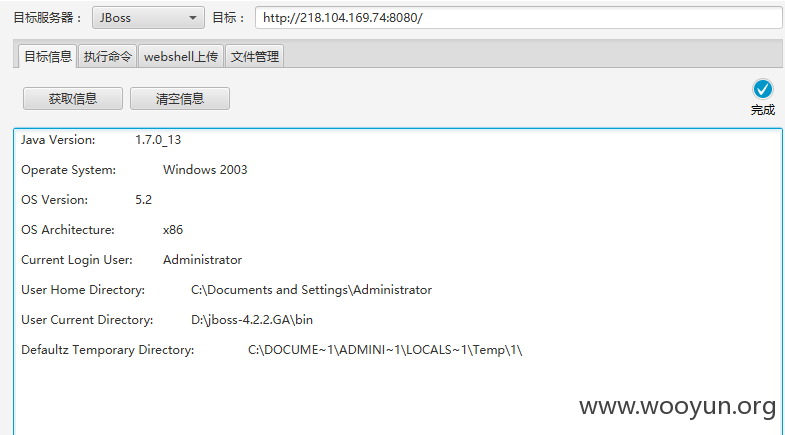 目标服务器： JBoss 目标： http://218.104.169.74:8080/
目标信息 执行命令 webshell上传 文件管理
获取信息 清空信息
完成
Java Version: 1.7.0_13
Operate System: Windows 2003
OS Version: 5.2
OS Architecture: x86
Current Login User: Administrator
User Home Directory: C:\Documents and Settings\Administrator
User Current Directory: D:\jboss-4.2.2.GA\bin
Defaultz Temporary Directory: C:\DOCUME~1\ADMINI~1\LOCALS~1\Temp\1\
www.wooyun.org